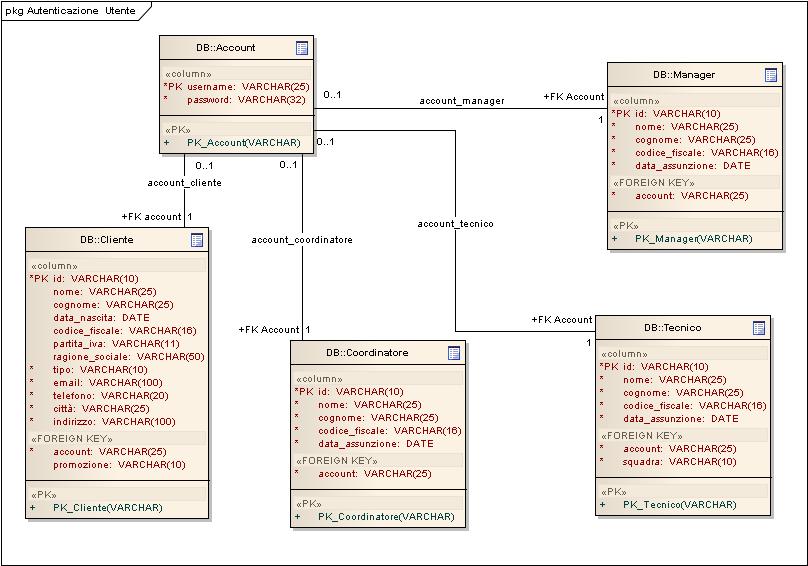 pkg Autenticazione Utente
DB::Account
«column»
*PK username: VARCHAR(25)
* password: VARCHAR(32)
«PK»
+ PK_Account(VARCHAR)
0..1
account_manager
+FK Account
1
0..1
account_tecnico
+FK Account
1
0..1
account_cliente
+FK account
1
0..1
account_coordinatore
+FK Account
1
DB::Manager
«column»
*PK id: VARCHAR(10)
* nome: VARCHAR(25)
* cognome: VARCHAR(25)
* codice_fiscale: VARCHAR(16)
* data_assunzione: DATE
«FOREIGN KEY»
* account: VARCHAR(25)
«PK»
+ PK_Manager(VARCHAR)
DB::Cliente
«column»
*PK id: VARCHAR(10)
nome: VARCHAR(25)
cognome: VARCHAR(25)
data_nascita: DATE
codice_fiscale: VARCHAR(16)
partita_iva: VARCHAR(11)
ragione_sociale: VARCHAR(50)
* tipo: VARCHAR(10)
* email: VARCHAR(100)
* telefono: VARCHAR(20)
* città: VARCHAR(25)
* indirizzo: VARCHAR(100)
«FOREIGN KEY»
* account: VARCHAR(25)
promozione: VARCHAR(10)
«PK»
+ PK_Cliente(VARCHAR)
DB::Coordinatore
«column»
*PK id: VARCHAR(10)
* nome: VARCHAR(25)
* cognome: VARCHAR(25)
* codice_fiscale: VARCHAR(16)
* data_assunzione: DATE
«FOREIGN KEY»
* account: VARCHAR(25)
«PK»
+ PK_Coordinatore(VARCHAR)
DB::Tecnico
«column»
*PK id: VARCHAR(10)
* nome: VARCHAR(25)
* cognome: VARCHAR(25)
* codice_fiscale: VARCHAR(16)
* data_assunzione: DATE
«FOREIGN KEY»
* account: VARCHAR(25)
* squadra: VARCHAR(10)
«PK»
+ PK_Tecnico(VARCHAR)